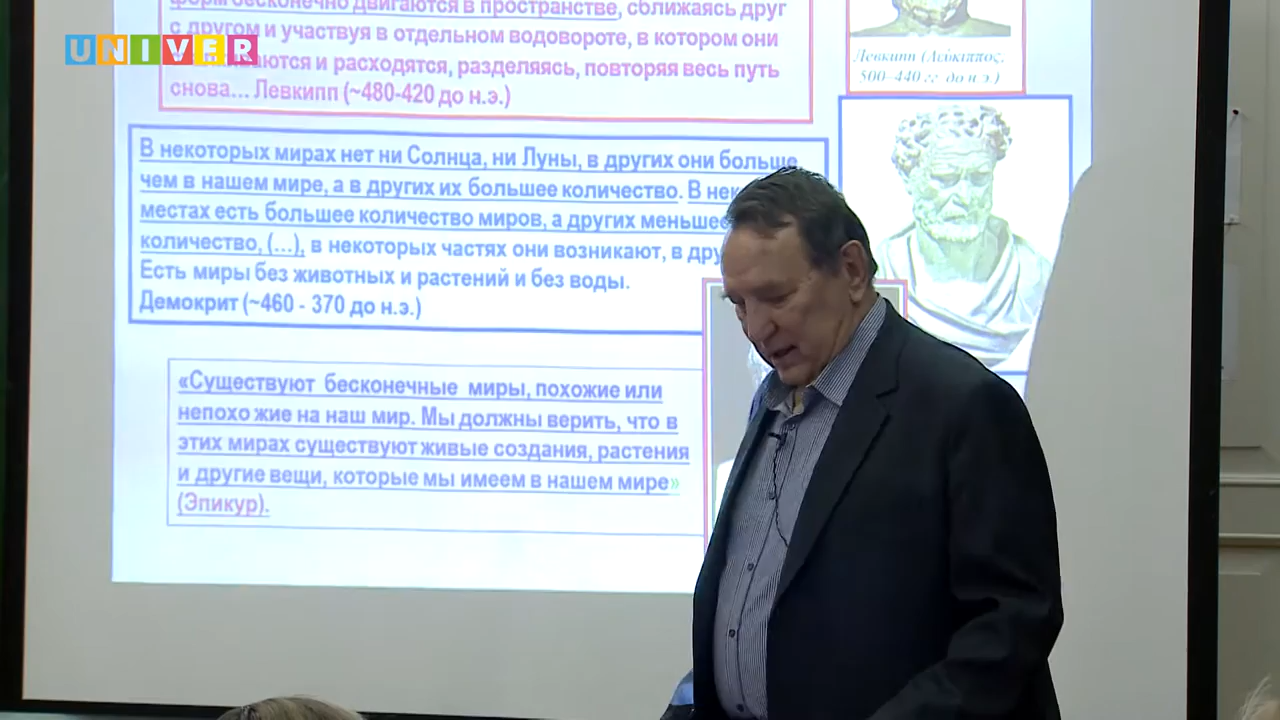 форм бесконечно двигаются в пространстве, сближаясь друг
UNIVER
с другом и участвуя в отдельном водовороте, в котором они
и расходятся, разделяясь, повторяя весь путь
снова... Левкипп (~480-420 до н.э.)
Левкипп (Λεύκιππος;
500-440 гг. до н.э.)
В некоторых мирах нет ни Солнца, ни Луны, в других они больше,
чем в нашем мире, а в других их большее количество. В
местах есть большее количество миров, а других меньшее
количество, (...), в некоторых частях они возникают, в
Есть миры без животных и растений и без воды.
Демокрит (~460 - 370 до н.э.)
«Существуют бесконечные миры, похожие или
непохо жие на наш мир. Мы должны верить, что в
этих мирах существуют живые создания, растения
и другие вещи, которые мы имеем в нашем мире»
(Эпикур).